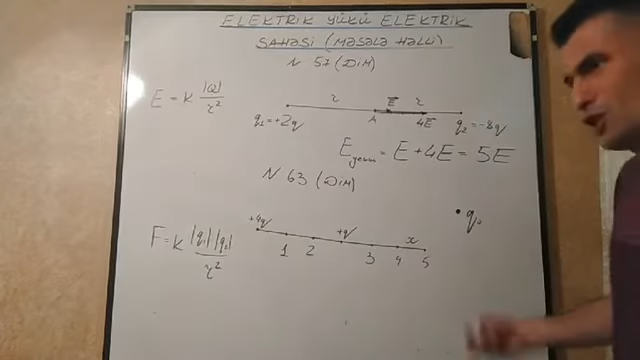 ELEKTRİK YÜKÜ ELEKTRİK
SAHƏSİ (MƏSƏLƏ HƏLLİ)
N 57 (DİM)
E = K |Q| / r²
r E r
q₁=+2q A 4E q₂=-8q
E yekun = E + 4E = 5E
N 63 (DİM)
F = K |q₁| |q₂| / r²
+4q +q x
1 2 3 4 5
• q₀